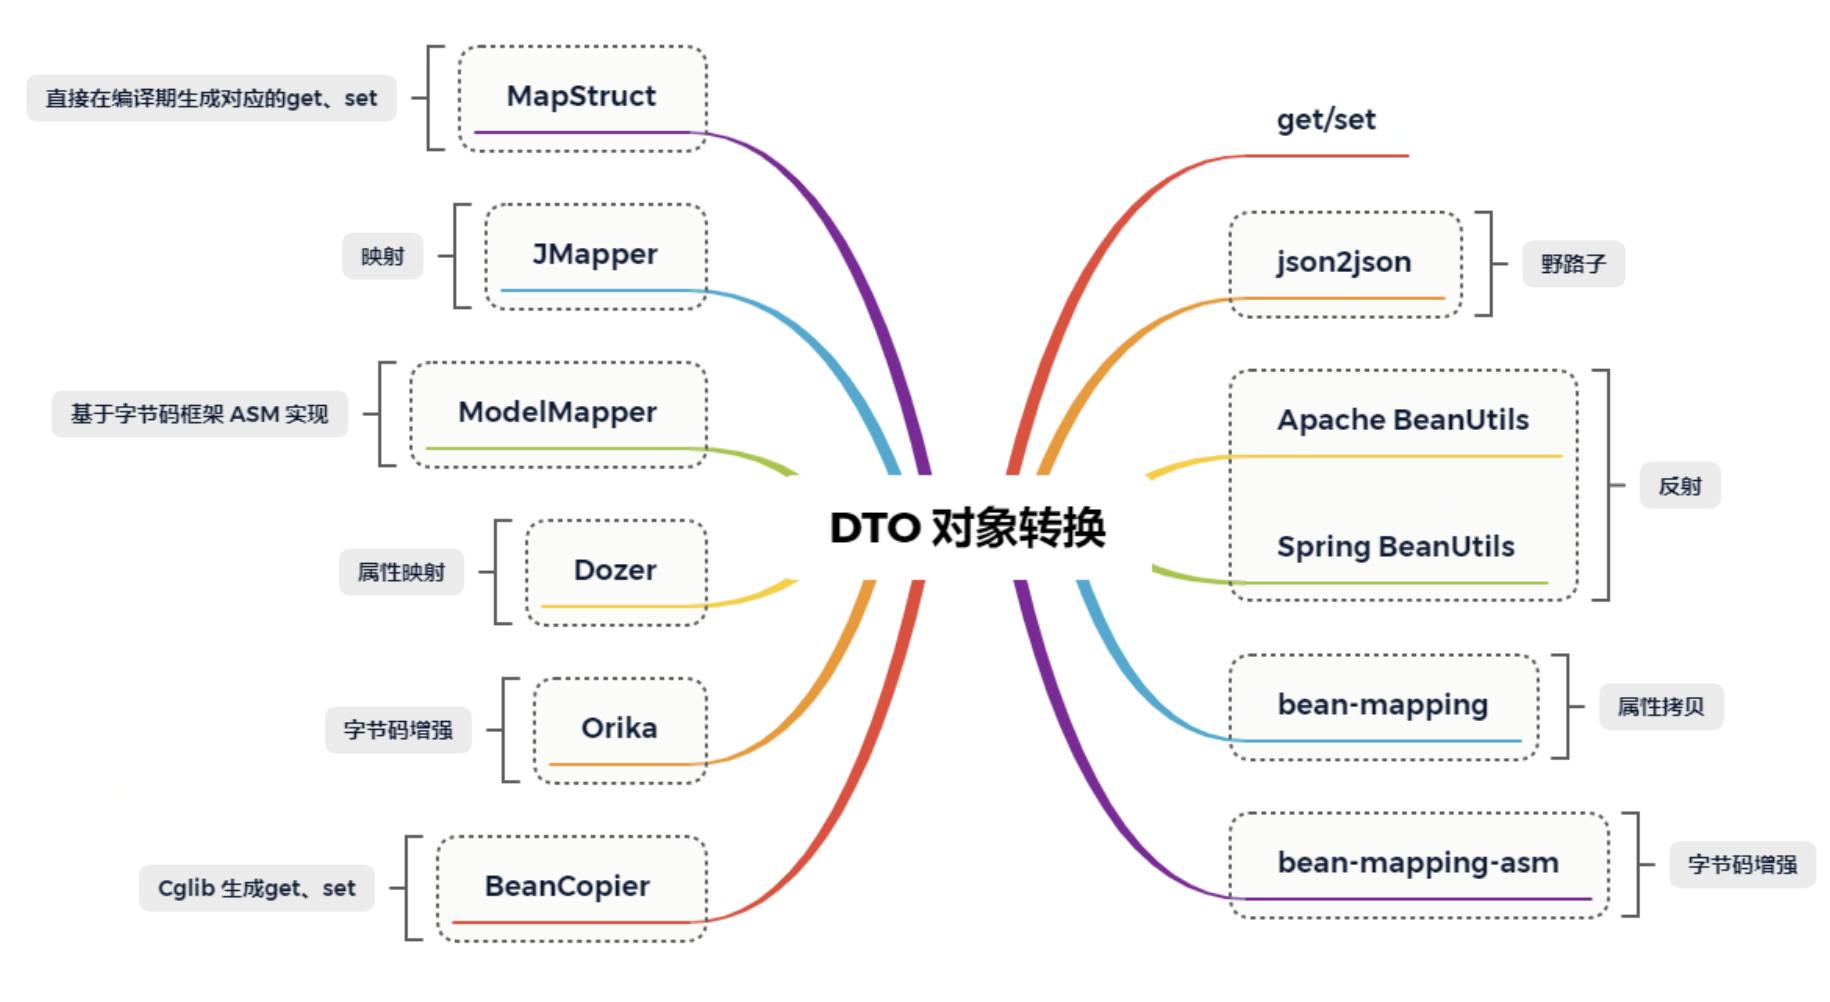 DTO 对象转换
get/set
json2json
野路子
Apache BeanUtils
Spring BeanUtils
反射
bean-mapping
属性拷贝
bean-mapping-asm
字节码增强
MapStruct
直接在编译期生成对应的get、set
JMapper
映射
ModelMapper
基于字节码框架 ASM 实现
Dozer
属性映射
Orika
字节码增强
BeanCopier
Cglib 生成get、set